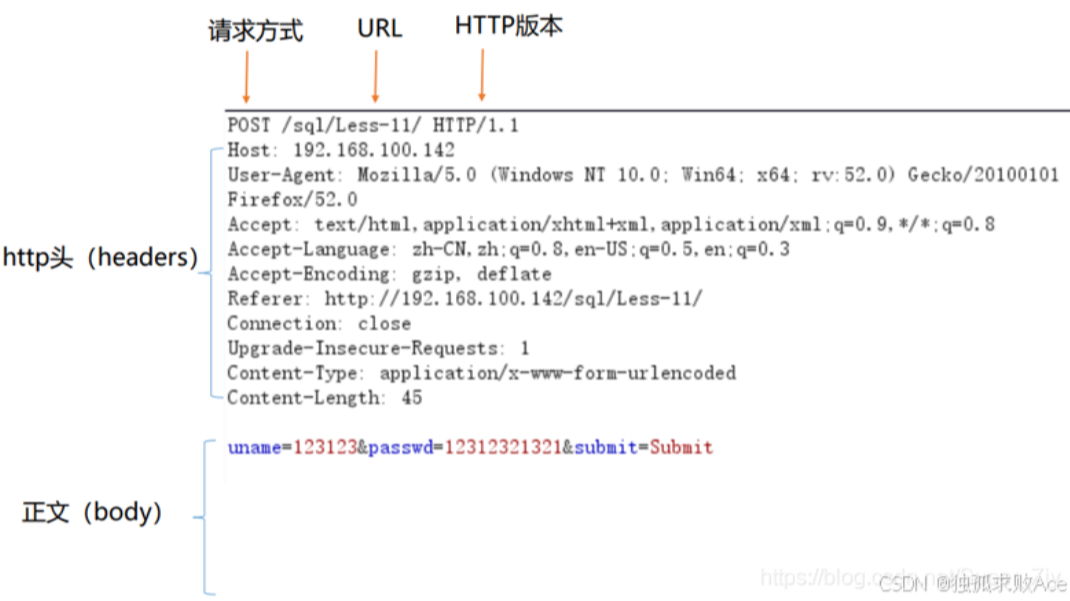 请求方式 URL HTTP版本
POST /sql/Less-11/ HTTP/1.1
Host: 192.168.100.142
User-Agent: Mozilla/5.0 (Windows NT 10.0; Win64; x64; rv:52.0) Gecko/20100101
Firefox/52.0
Accept: text/html,application/xhtml+xml,application/xml;q=0.9,*/*;q=0.8
http头（headers）
Accept-Language: zh-CN,zh;q=0.8,en-US;q=0.5,en;q=0.3
Accept-Encoding: gzip, deflate
Referer: http://192.168.100.142/sql/Less-11/
Connection: close
Upgrade-Insecure-Requests: 1
Content-Type: application/x-www-form-urlencoded
Content-Length: 45
uname=123123&passwd=12312321321&submit=Submit
正文（body）
https://blog.
CSDN @独孤求败Ace